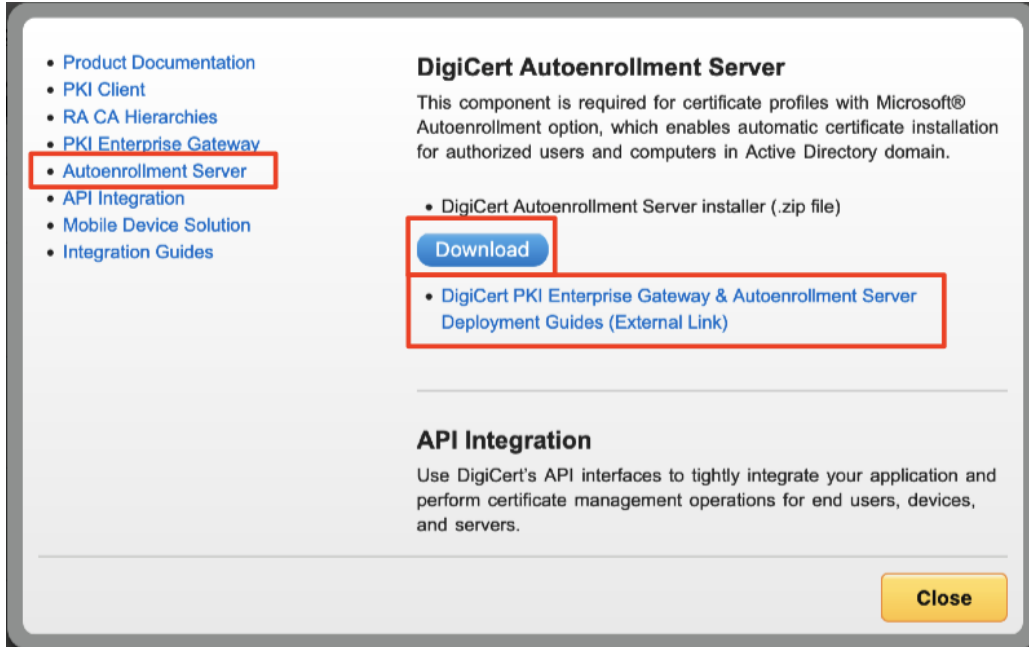 Product Documentation
PKI Client
RA CA Hierarchies
PKI Enterprise Gateway
Autoenrollment Server
API Integration
Mobile Device Solution
Integration Guides
DigiCert Autoenrollment Server
This component is required for certificate profiles with Microsoft®
Autoenrollment option, which enables automatic certificate installation
for authorized users and computers in Active Directory domain.
DigiCert Autoenrollment Server installer (.zip file)
Download
DigiCert PKI Enterprise Gateway & Autoenrollment Server
Deployment Guides (External Link)
API Integration
Use DigiCert's API interfaces to tightly integrate your application and
perform certificate management operations for end users, devices,
and servers.
Close